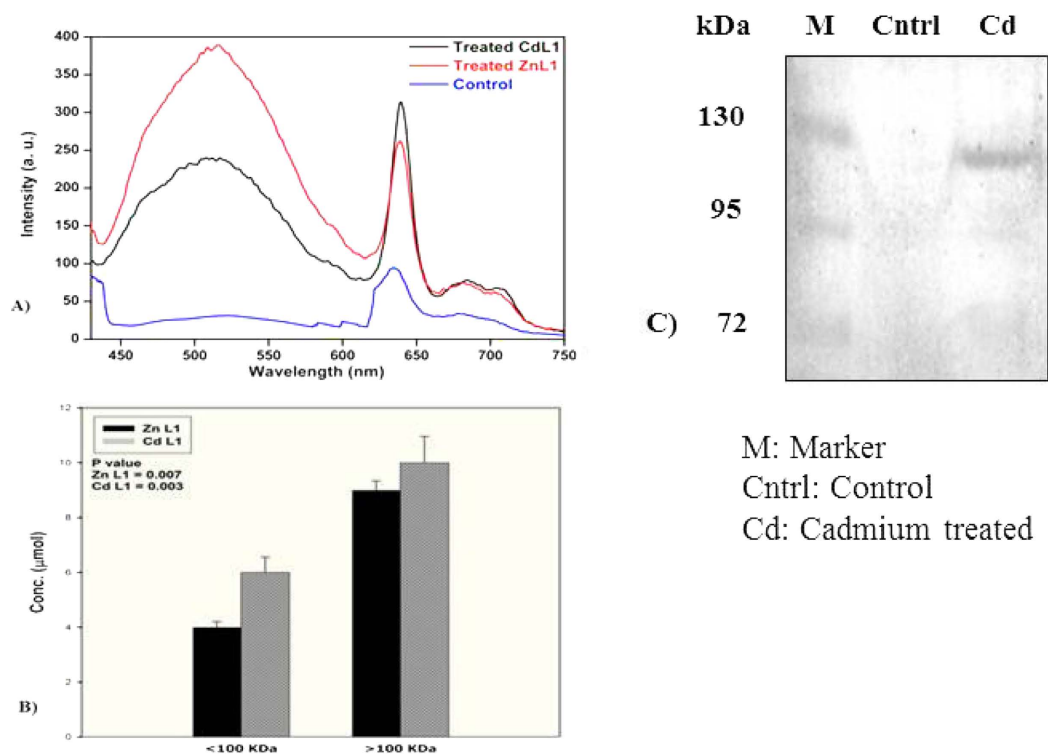 Treated CdL1
Treated ZnL1
Control
Intensity (a. u.)
400
350
300
250
200
150
100
50
0
450 500 550 600 650 700 750
Wavelength (nm)
A)
Zn L1
Cd L1
P value
Zn L1 = 0.007
Cd L1 = 0.003
Conc. (μmol)
12
10
8
6
4
2
0
<100 KDa >100 KDa
B)
kDa M Cntrl Cd
130
95
C) 72
M: Marker
Cntrl: Control
Cd: Cadmium treated